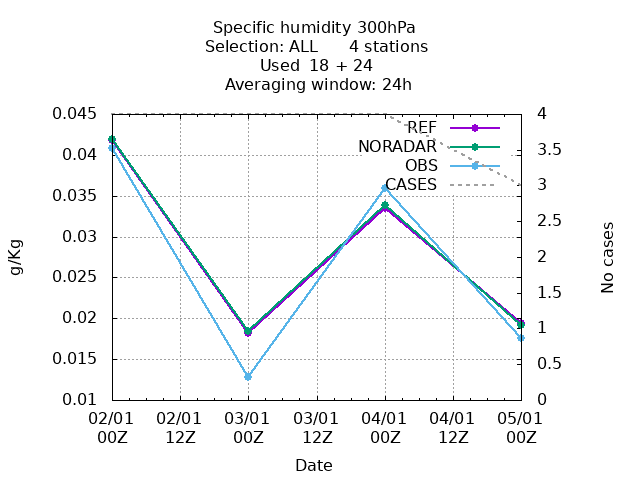 Specific humidity 300hPa
Selection: ALL      4 stations
Used  18 + 24
Averaging window: 24h
0.045
0.04
0.035
0.03
0.025
0.02
0.015
0.01
g/Kg
REF
NORADAR
OBS
CASES
4
3.5
3
2.5
2
1.5
1
0.5
0
No cases
02/01 02/01 03/01 03/01 04/01 04/01 05/01
00Z 12Z 00Z 12Z 00Z 12Z 00Z
Date